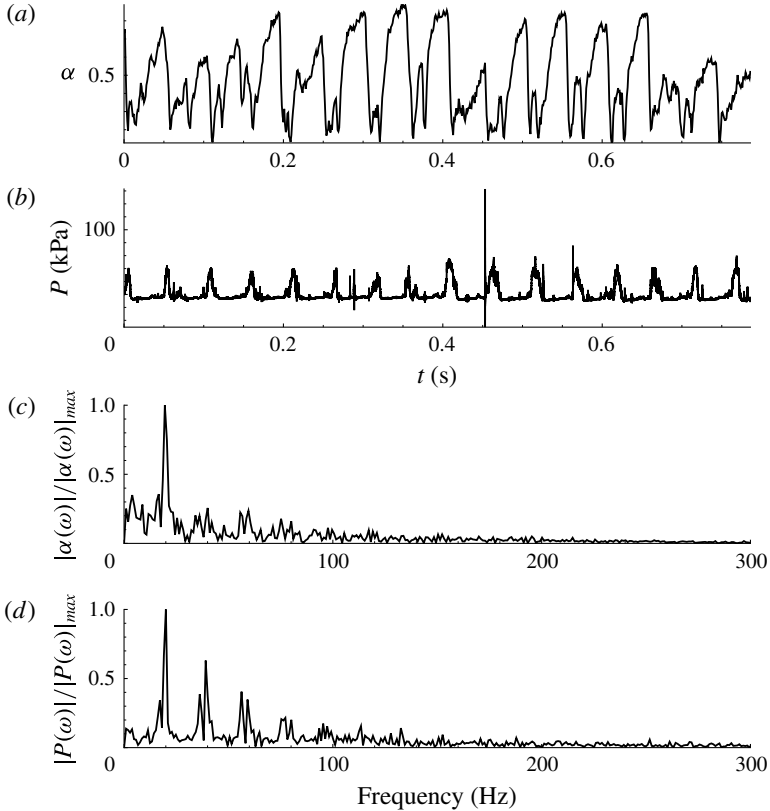 (a)
α
0.5
0
0.2
0.4
0.6
(b)
P (kPa)
100
0
0.2
0.4
0.6
t (s)
(c)
|α(ω)|/|α(ω)|max
1.0
0.5
0
100
200
300
(d)
|P(ω)|/|P(ω)|max
1.0
0.5
0
100
200
300
Frequency (Hz)